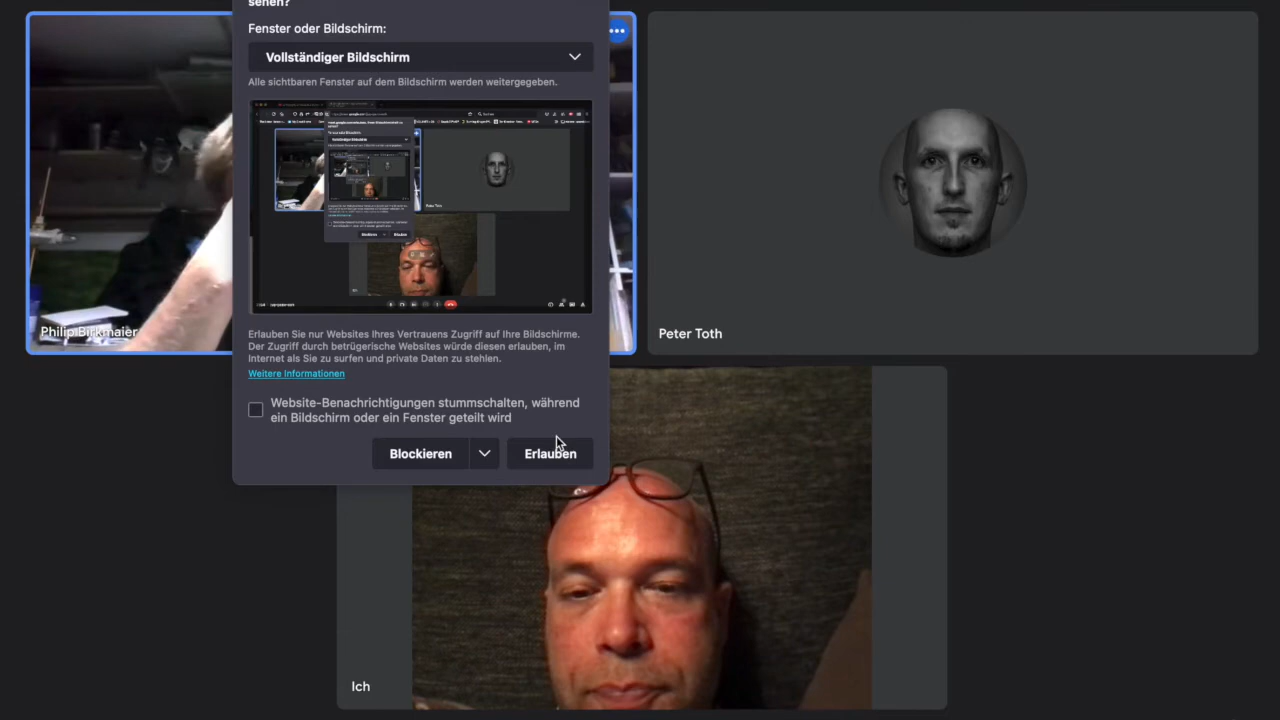 sehen?
Fenster oder Bildschirm:
Vollständiger Bildschirm
Alle sichtbaren Fenster auf dem Bildschirm werden weitergegeben.
Peter Toth
Erlauben Sie nur Websites Ihres Vertrauens Zugriff auf Ihre Bildschirme.
Der Zugriff durch betrügerische Websites würde diesen erlauben, im
Internet als Sie zu surfen und private Daten zu stehlen.
Weitere Informationen
Website-Benachrichtigungen stummschalten, während
ein Bildschirm oder ein Fenster geteilt wird
Blockieren
Erlauben
Philip Birkmaier
Peter Toth
Ich